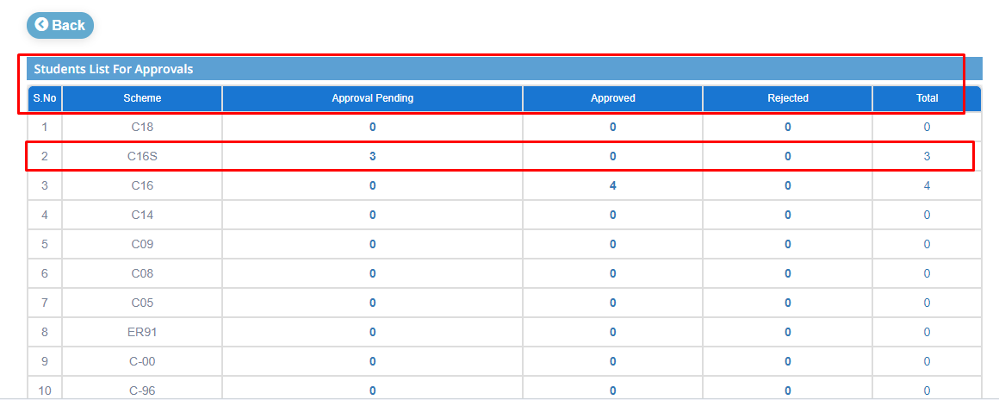 Back
Students List For Approvals
S.No Scheme Approval Pending Approved Rejected Total
1 C18 0 0 0 0
2 C16S 3 0 0 3
3 C16 0 4 0 4
4 C14 0 0 0 0
5 C09 0 0 0 0
6 C08 0 0 0 0
7 C05 0 0 0 0
8 ER91 0 0 0 0
9 C-00 0 0 0 0
10 C-96 0 0 0 0